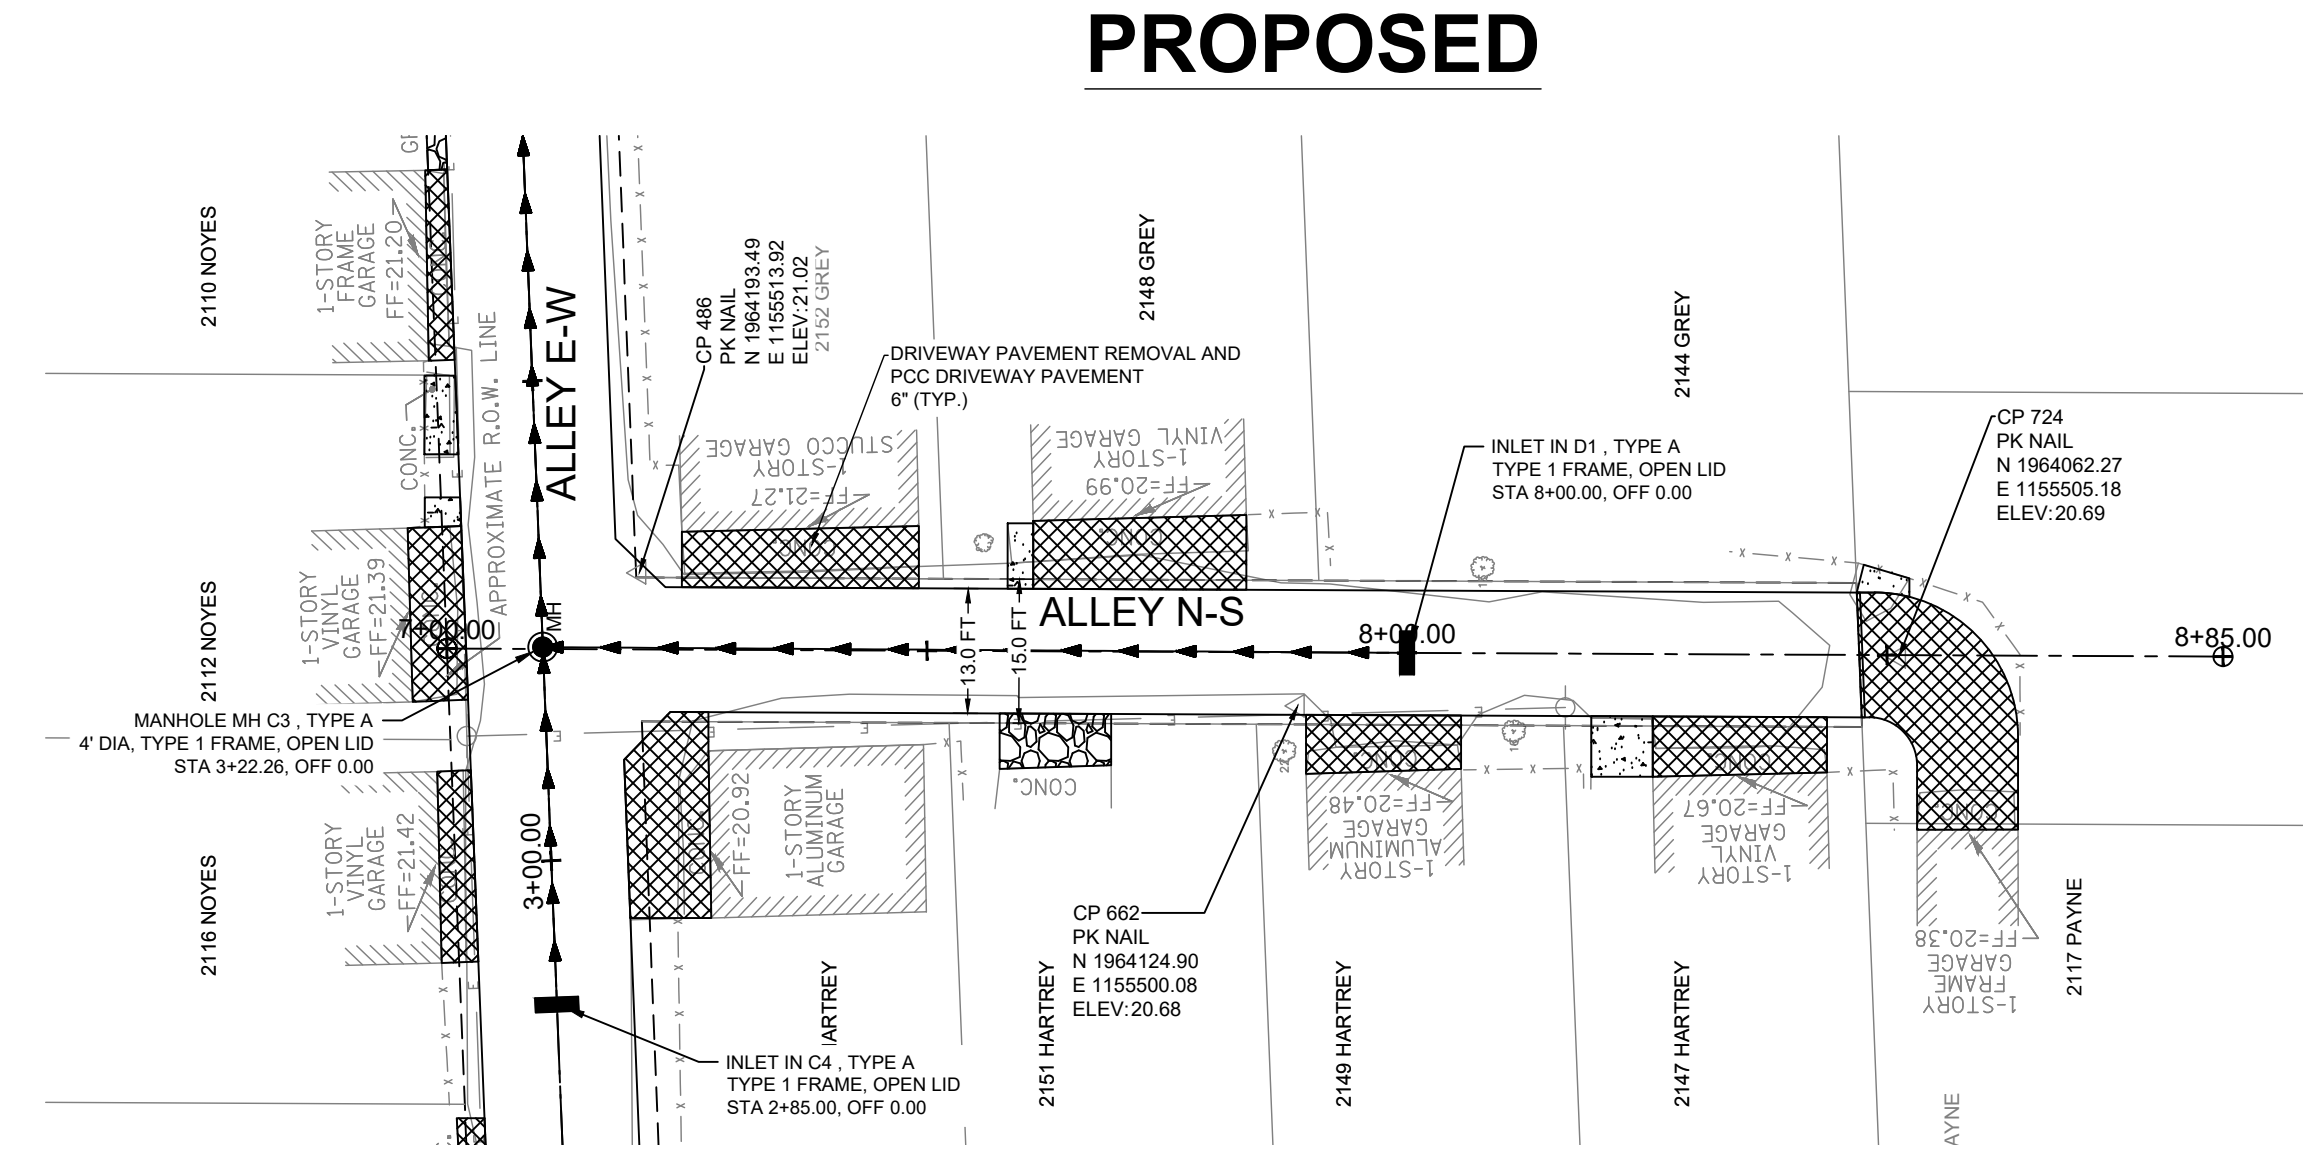 PROPOSED
2110 NOYES
1-STORY
FRAME
GARAGE
FF=21.20
ALLEY E-W
APPROXIMATE R.O.W. LINE
CONC.
CP 486
PK NAIL
N 1964193.49
E 1155513.92
ELEV:21.02
2152 GREY
DRIVEWAY PAVEMENT REMOVAL AND
PCC DRIVEWAY PAVEMENT
6" (TYP.)
2148 GREY
2144 GREY
1-STORY
STUCCO GARAGE
FF=21.27
CONC.
1-STORY
VINYL GARAGE
FF=20.99
CONC.
INLET IN D1 , TYPE A
TYPE 1 FRAME, OPEN LID
STA 8+00.00, OFF 0.00
CP 724
PK NAIL
N 1964062.27
E 1155505.18
ELEV:20.69
2112 NOYES
1-STORY
VINYL
GARAGE
FF=21.39
CONC.
7+00.00
MH
ALLEY N-S
13.0 FT
15.0 FT
8+00.00
8+85.00
MANHOLE MH C3 , TYPE A
4' DIA, TYPE 1 FRAME, OPEN LID
STA 3+22.26, OFF 0.00
2116 NOYES
1-STORY
VINYL
GARAGE
FF=21.42
3+00.00
CONC.
FF=20.92
1-STORY
ALUMINUM
GARAGE
CONC.
CONC.
1-STORY
ALUMINUM
GARAGE
FF=20.48
CONC.
1-STORY
VINYL
GARAGE
FF=20.67
CONC.
1-STORY
FRAME
GARAGE
FF=20.38
2117 PAYNE
CP 662
PK NAIL
N 1964124.90
E 1155500.08
ELEV:20.68
ARTREY
2151 HARTREY
2149 HARTREY
2147 HARTREY
AYNE
INLET IN C4 , TYPE A
TYPE 1 FRAME, OPEN LID
STA 2+85.00, OFF 0.00